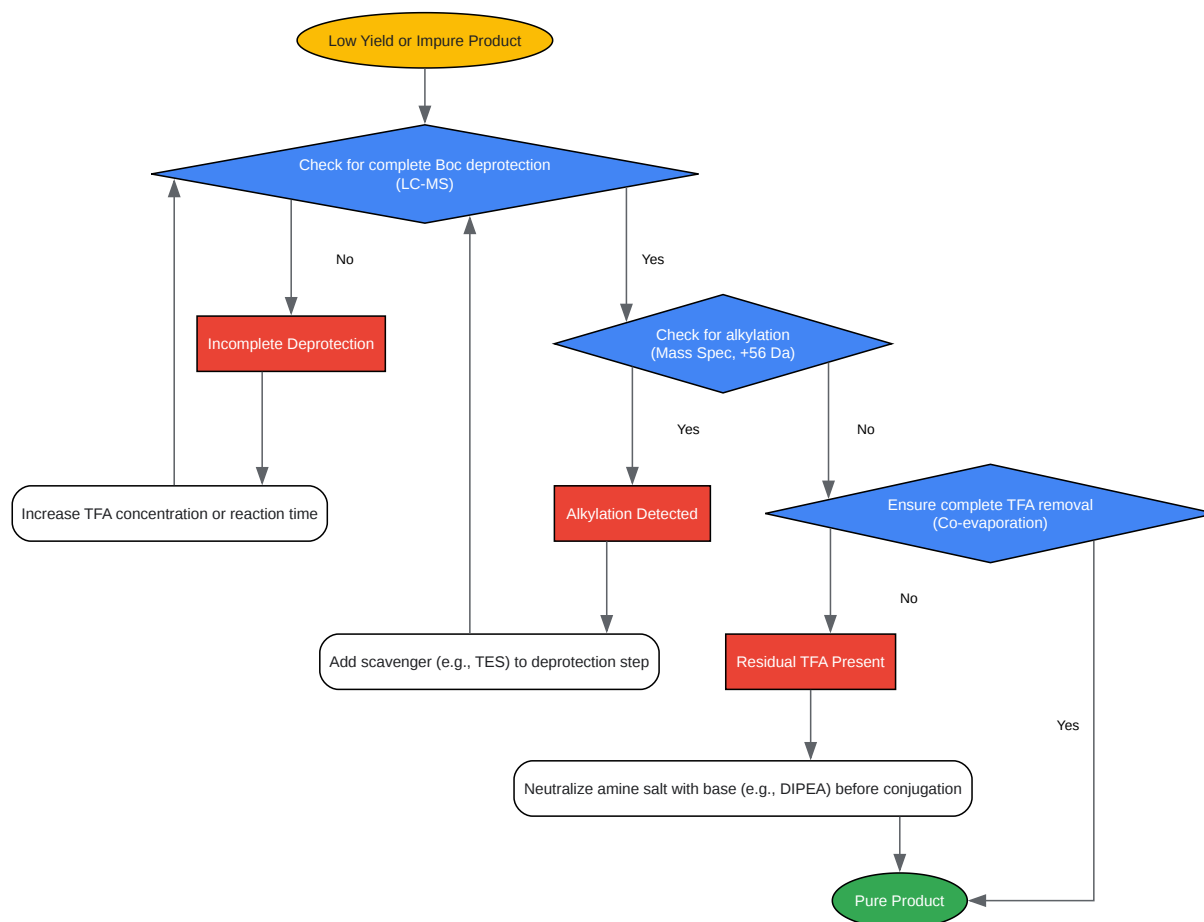 Low Yield or Impure Product
Check for complete Boc deprotection
(LC-MS)
No
Yes
Incomplete Deprotection
Check for alkylation
(Mass Spec, +56 Da)
Yes
No
Increase TFA concentration or reaction time
Alkylation Detected
Ensure complete TFA removal
(Co-evaporation)
No
Add scavenger (e.g., TES) to deprotection step
Residual TFA Present
Yes
Neutralize amine salt with base (e.g., DIPEA) before conjugation
Pure Product